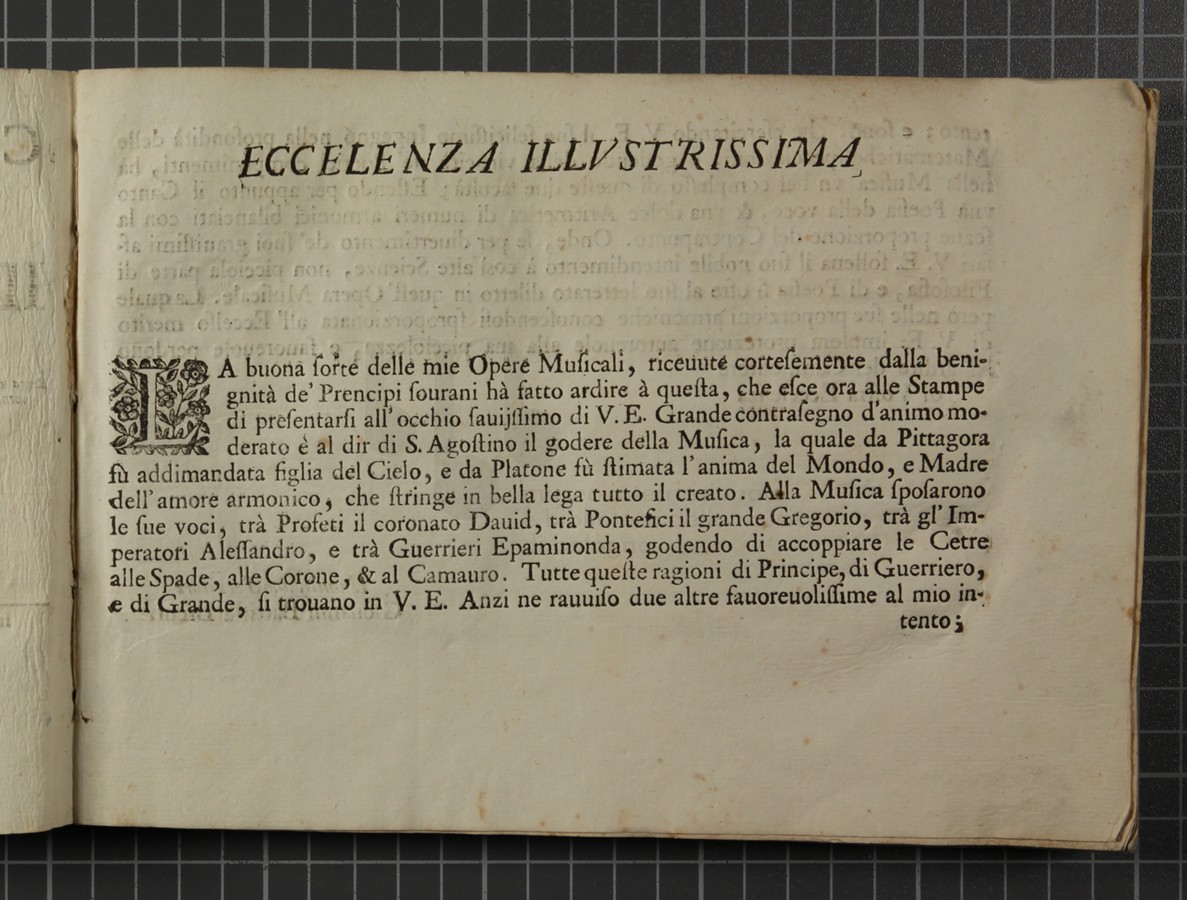 ECCELENZA ILLVSTRISSIMA
LA buona ſorte delle mie Opere Muſicali, riceuute corteſemente dalla beni-
gnità de' Prencipi ſourani hà fatto ardire à queſta, che eſce ora alle Stampe
di preſentarſi all' occhio ſauijſſimo di V. E. Grande contraſegno d'animo mo-
derato è al dir di S. Agoſtino il godere della Muſica, la quale da Pittagora
fù addimandata figlia del Cielo, e da Platone fù ſtimata l'anima del Mondo, e Madre
dell'amore armonico, che ſtringe in bella lega tutto il creato. Alla Muſica ſpoſarono
le ſue voci, trà Profeti il coronato Dauid, trà Pontefici il grande Gregorio, trà gl' Im-
peratori Aleſſandro, e trà Guerrieri Epaminonda, godendo di accoppiare le Cetre
alle Spade, alle Corone, & al Camauro. Tutte queſte ragioni di Principe, di Guerriero,
e di Grande, ſi trouano in V. E. Anzi ne rauuiſo due altre fauoreuoliſſime al mio in-
tento;